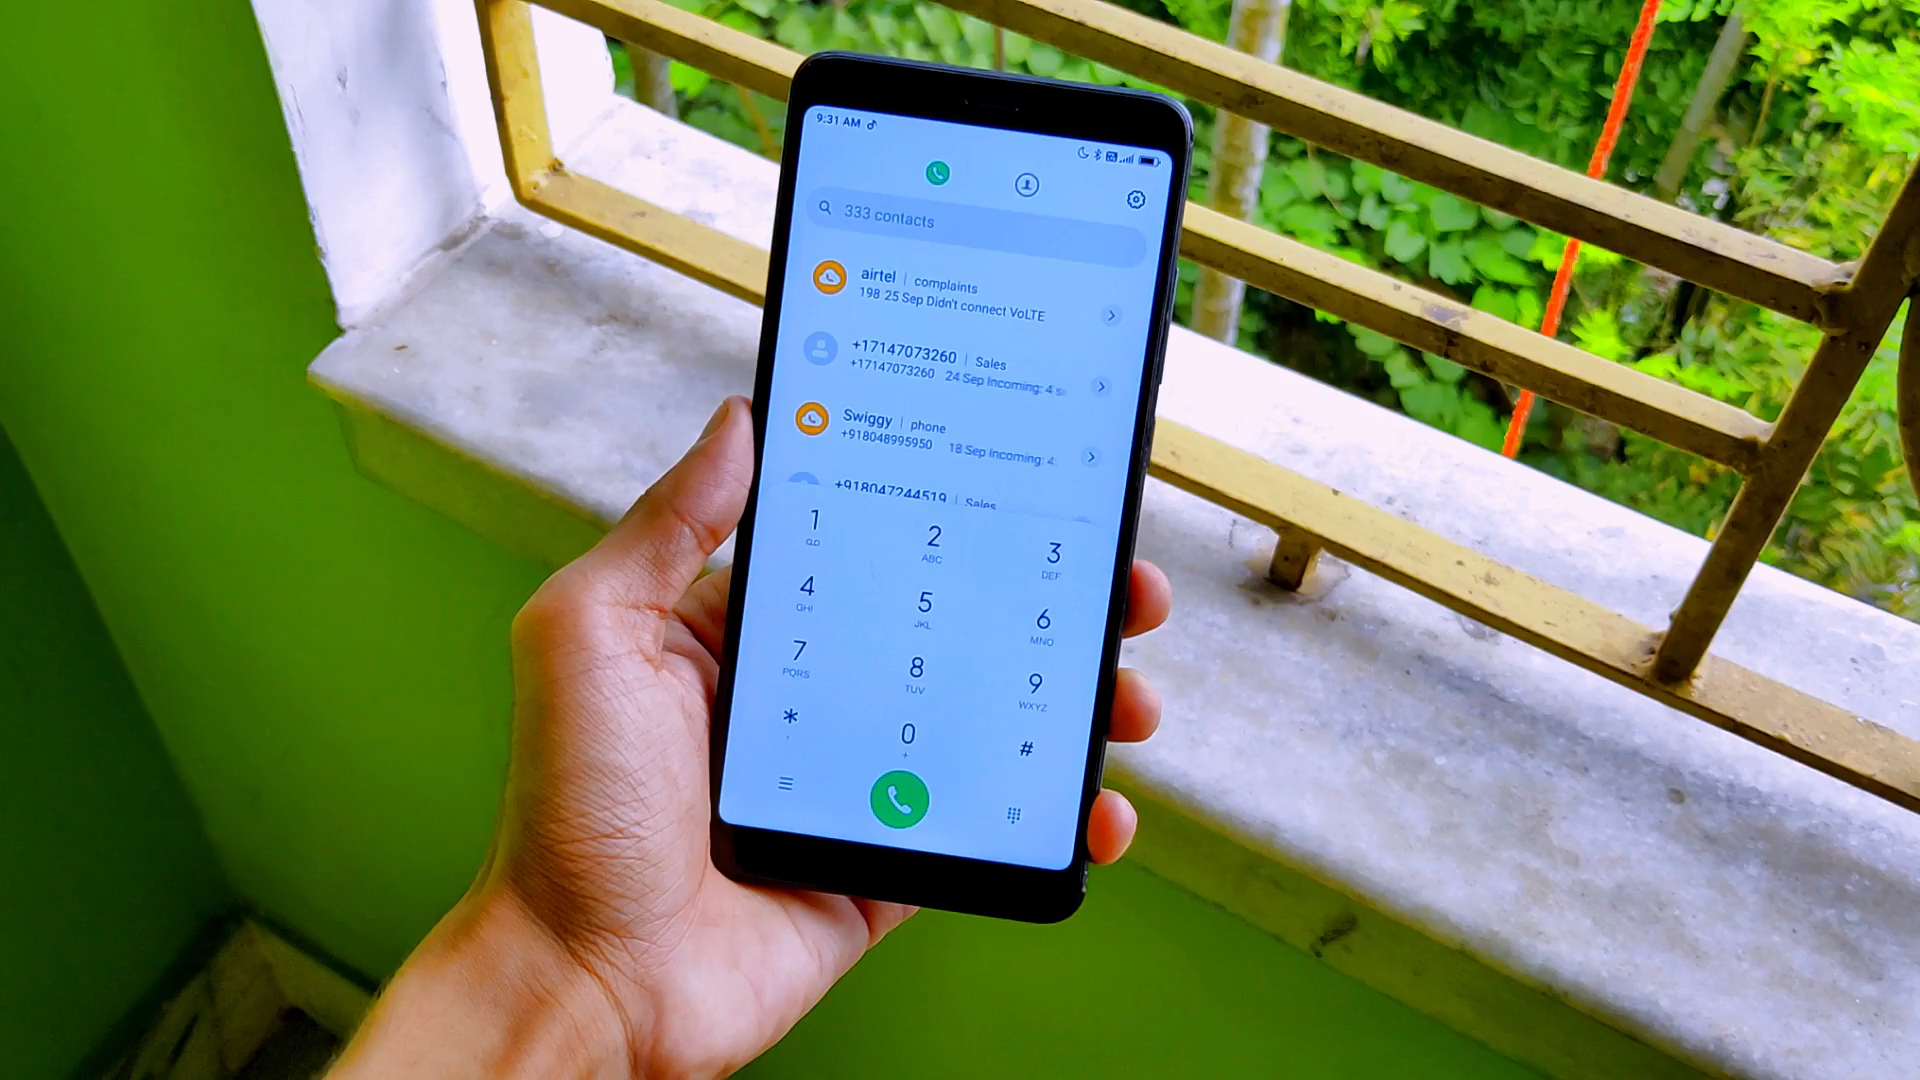 9:31 AM
333 contacts
airtel | complaints
198 25 Sep Didn't connect VoLTE
+17147073260 | Sales
+17147073260 24 Sep Incoming: 4 s
Swiggy | phone
+918048995950 18 Sep Incoming: 4
+918047244519 | Sales
1 2 3
ABC DEF
4 5 6
GHI JKL MNO
7 8 9
PQRS TUV WXYZ
* 0 #
, +